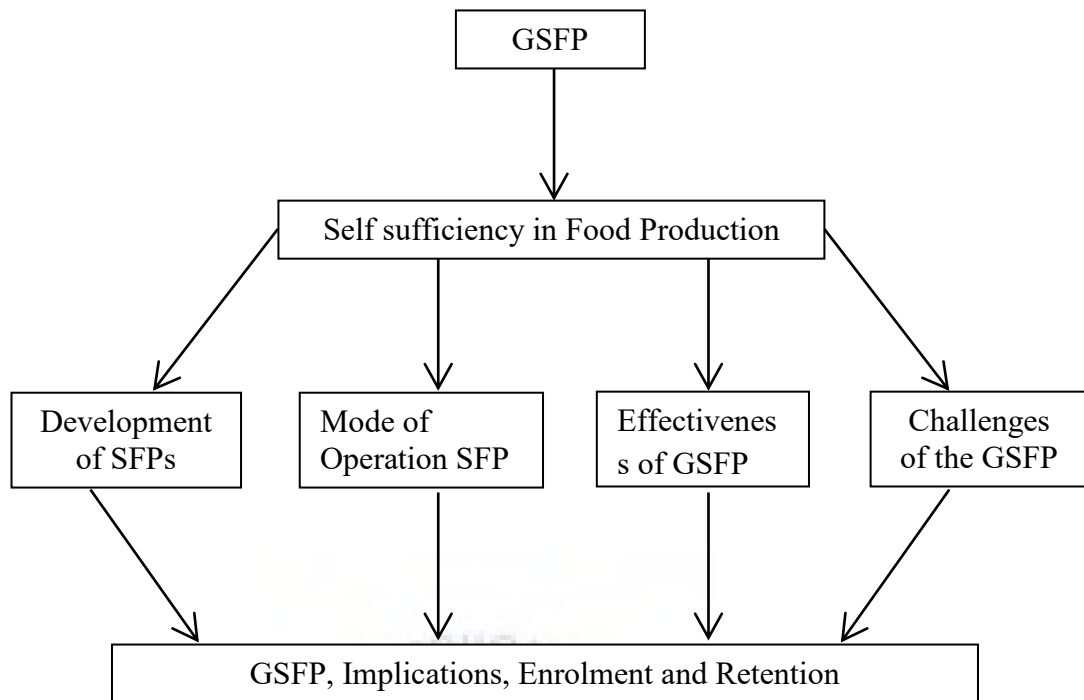 GSFP
Self sufficiency in Food Production
Development
of SFPs
Mode of
Operation SFP
Effectivenes
s of GSFP
Challenges
of the GSFP
GSFP, Implications, Enrolment and Retention